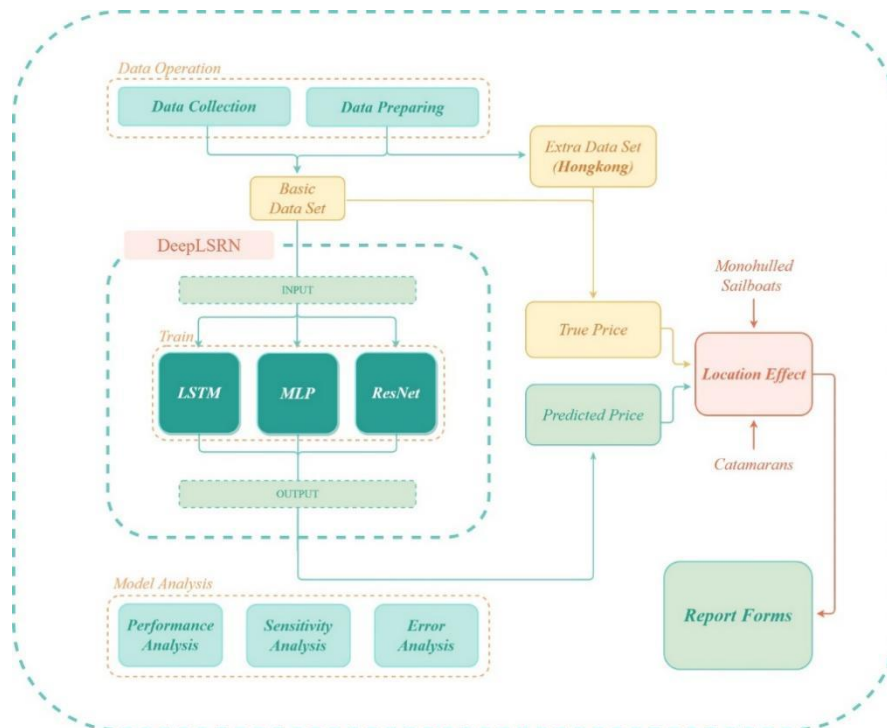 Data Operation
Data Collection
Data Preparing
Extra Data Set
(Hongkong)
Basic
Data Set
DeepLSRN
INPUT
Monohulled
Sailboats
Train
True Price
LSTM
MLP
ResNet
Location Effect
Predicted Price
Catamarans
OUTPUT
Model Analysis
Performance
Analysis
Sensitivity
Analysis
Error
Analysis
Report Forms